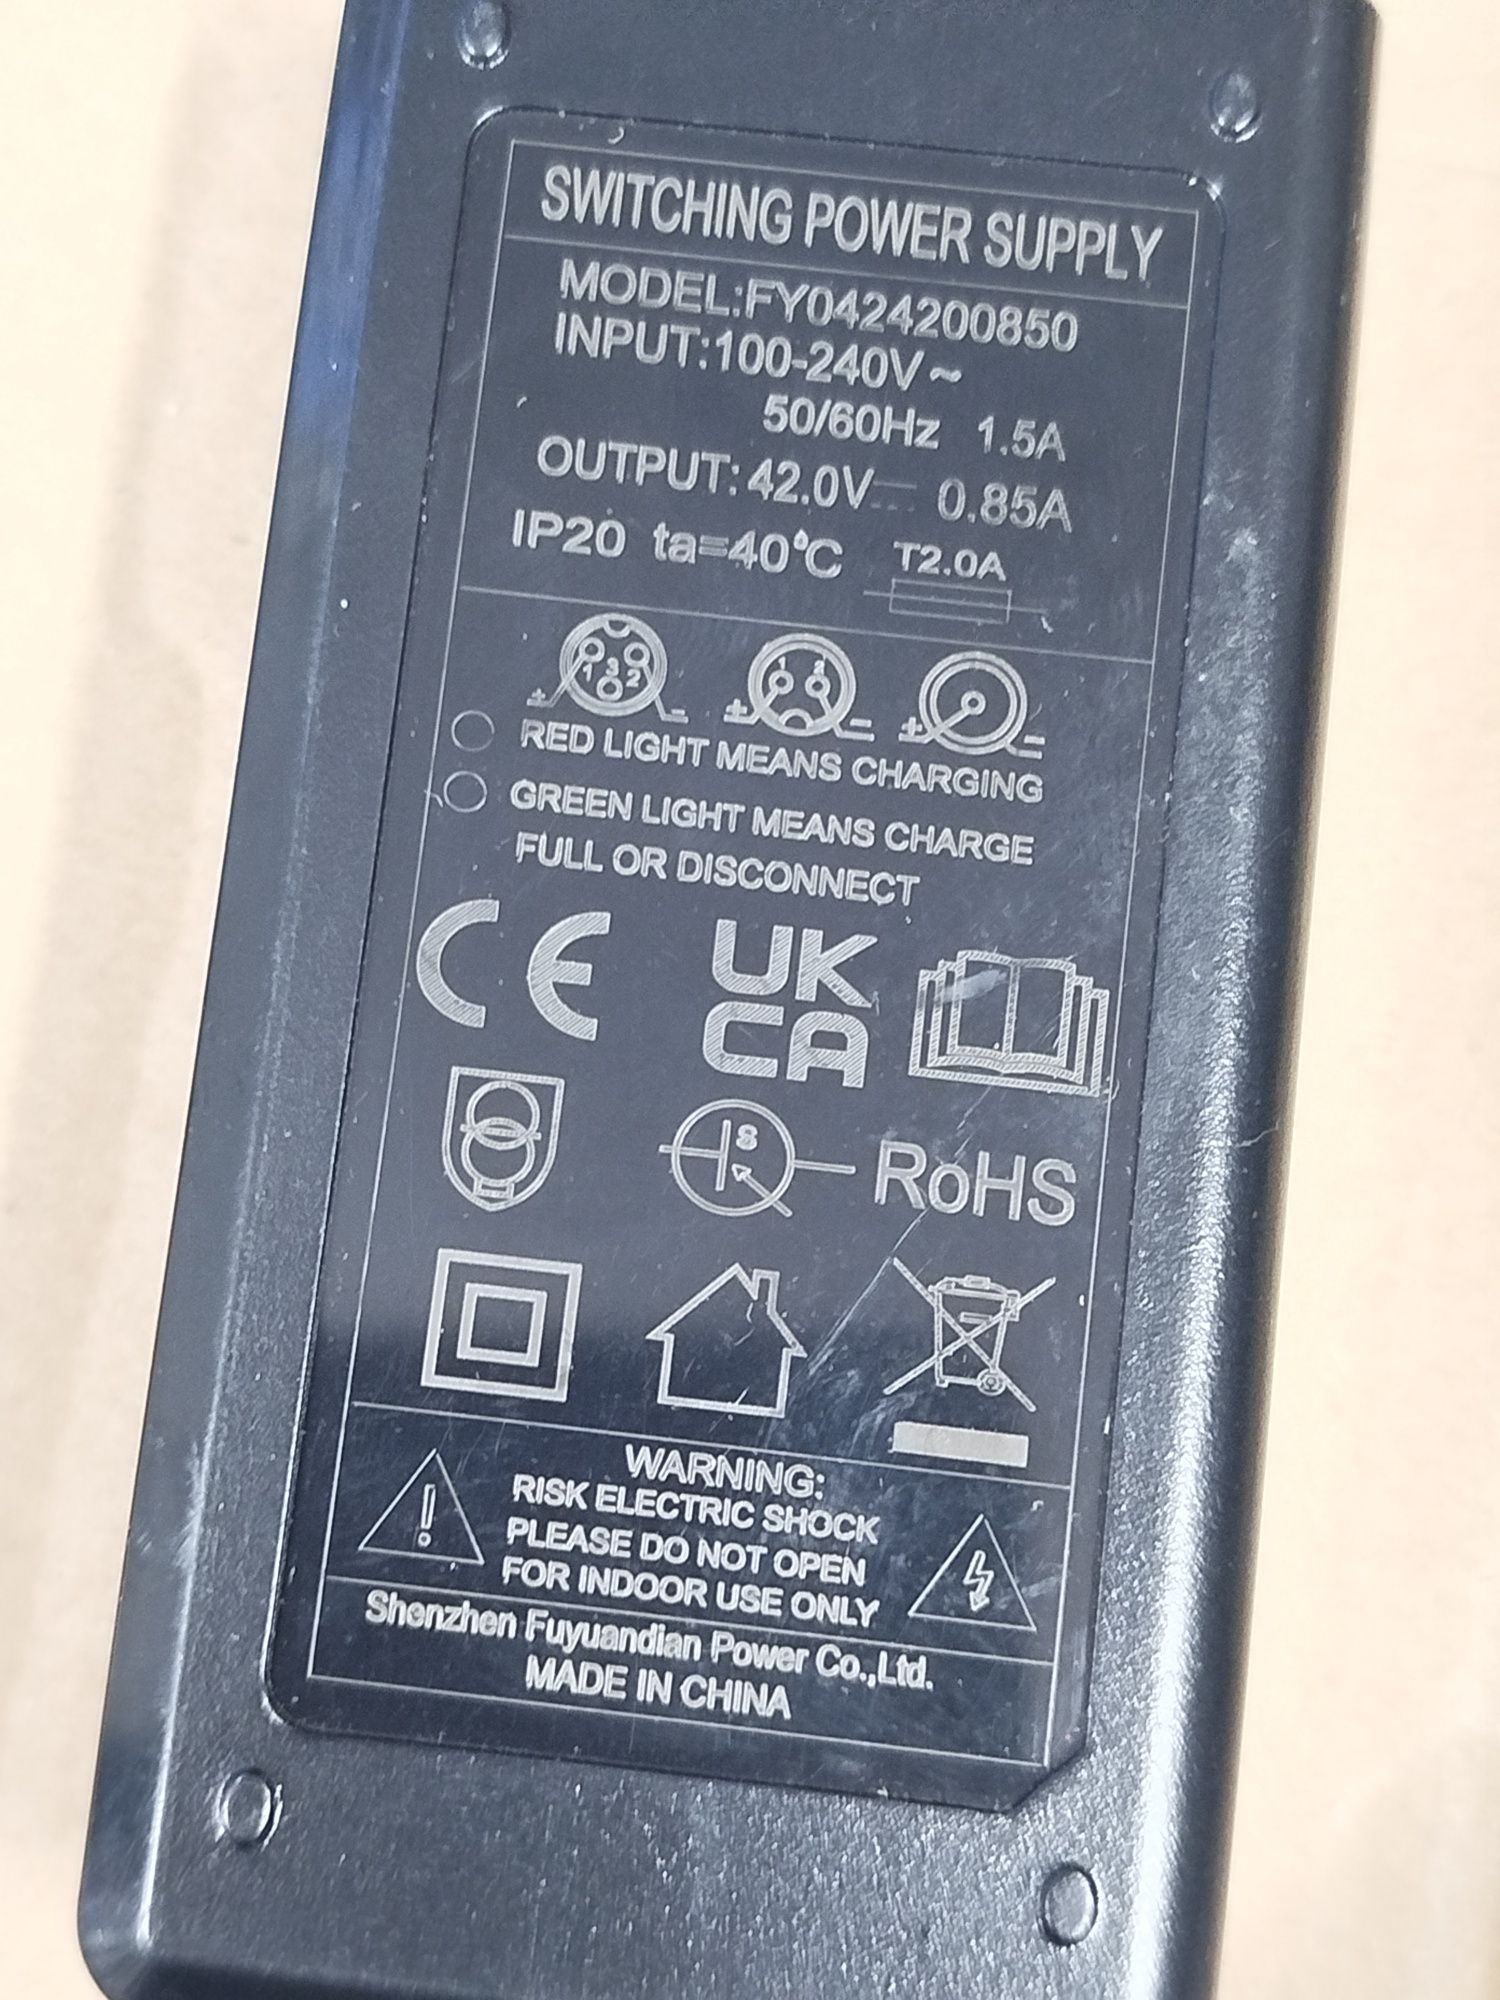 SWITCHING POWER SUPPLY
MODEL:FY0424200850
INPUT:100-240V~
50/60Hz 1.5A
OUTPUT:42.0V⎓ 0.85A
IP20 ta=40℃ T2.0A
1 3 2
1 2
+ - + - + -
RED LIGHT MEANS CHARGING
GREEN LIGHT MEANS CHARGE
FULL OR DISCONNECT
CE UK
CA
S
RoHS
WARNING:
RISK ELECTRIC SHOCK
PLEASE DO NOT OPEN
FOR INDOOR USE ONLY
Shenzhen Fuyuandian Power Co.,Ltd.
MADE IN CHINA